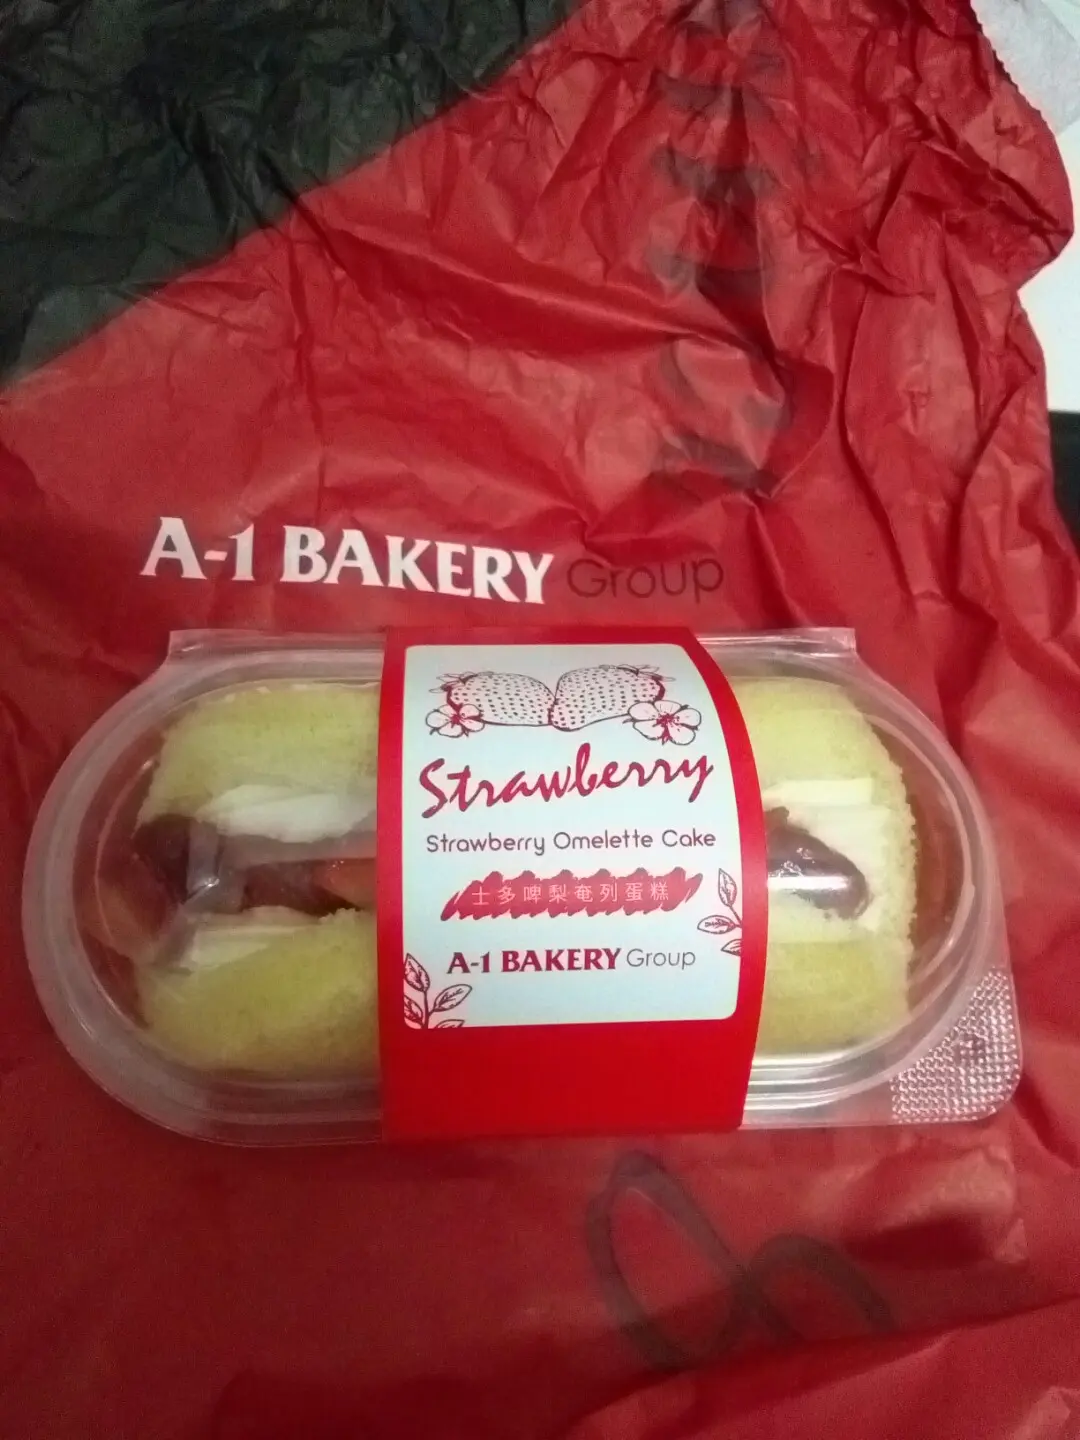 A-1 BAKERY Group
Strawberry
Strawberry Omelette Cake
士多啤梨奄列蛋糕
A-1 BAKERY Group